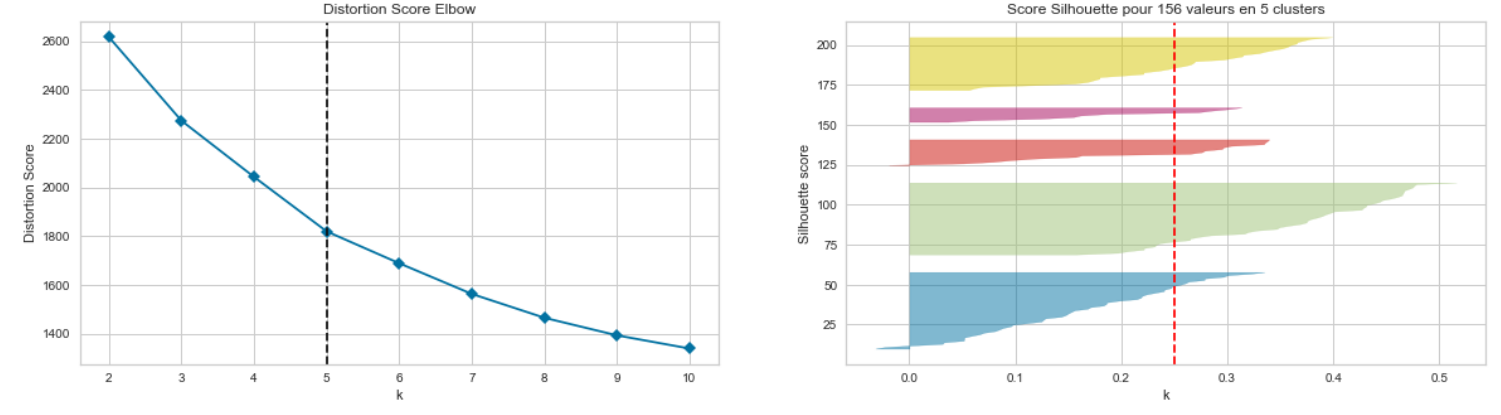 Distortion Score Elbow
2600
2400
2200
2000
1800
1600
1400
Distortion Score
2 3 4 5 6 7 8 9 10
k
Score Silhouette pour 156 valeurs en 5 clusters
200
175
150
125
100
75
50
25
Silhouette score
0.0 0.1 0.2 0.3 0.4 0.5
k